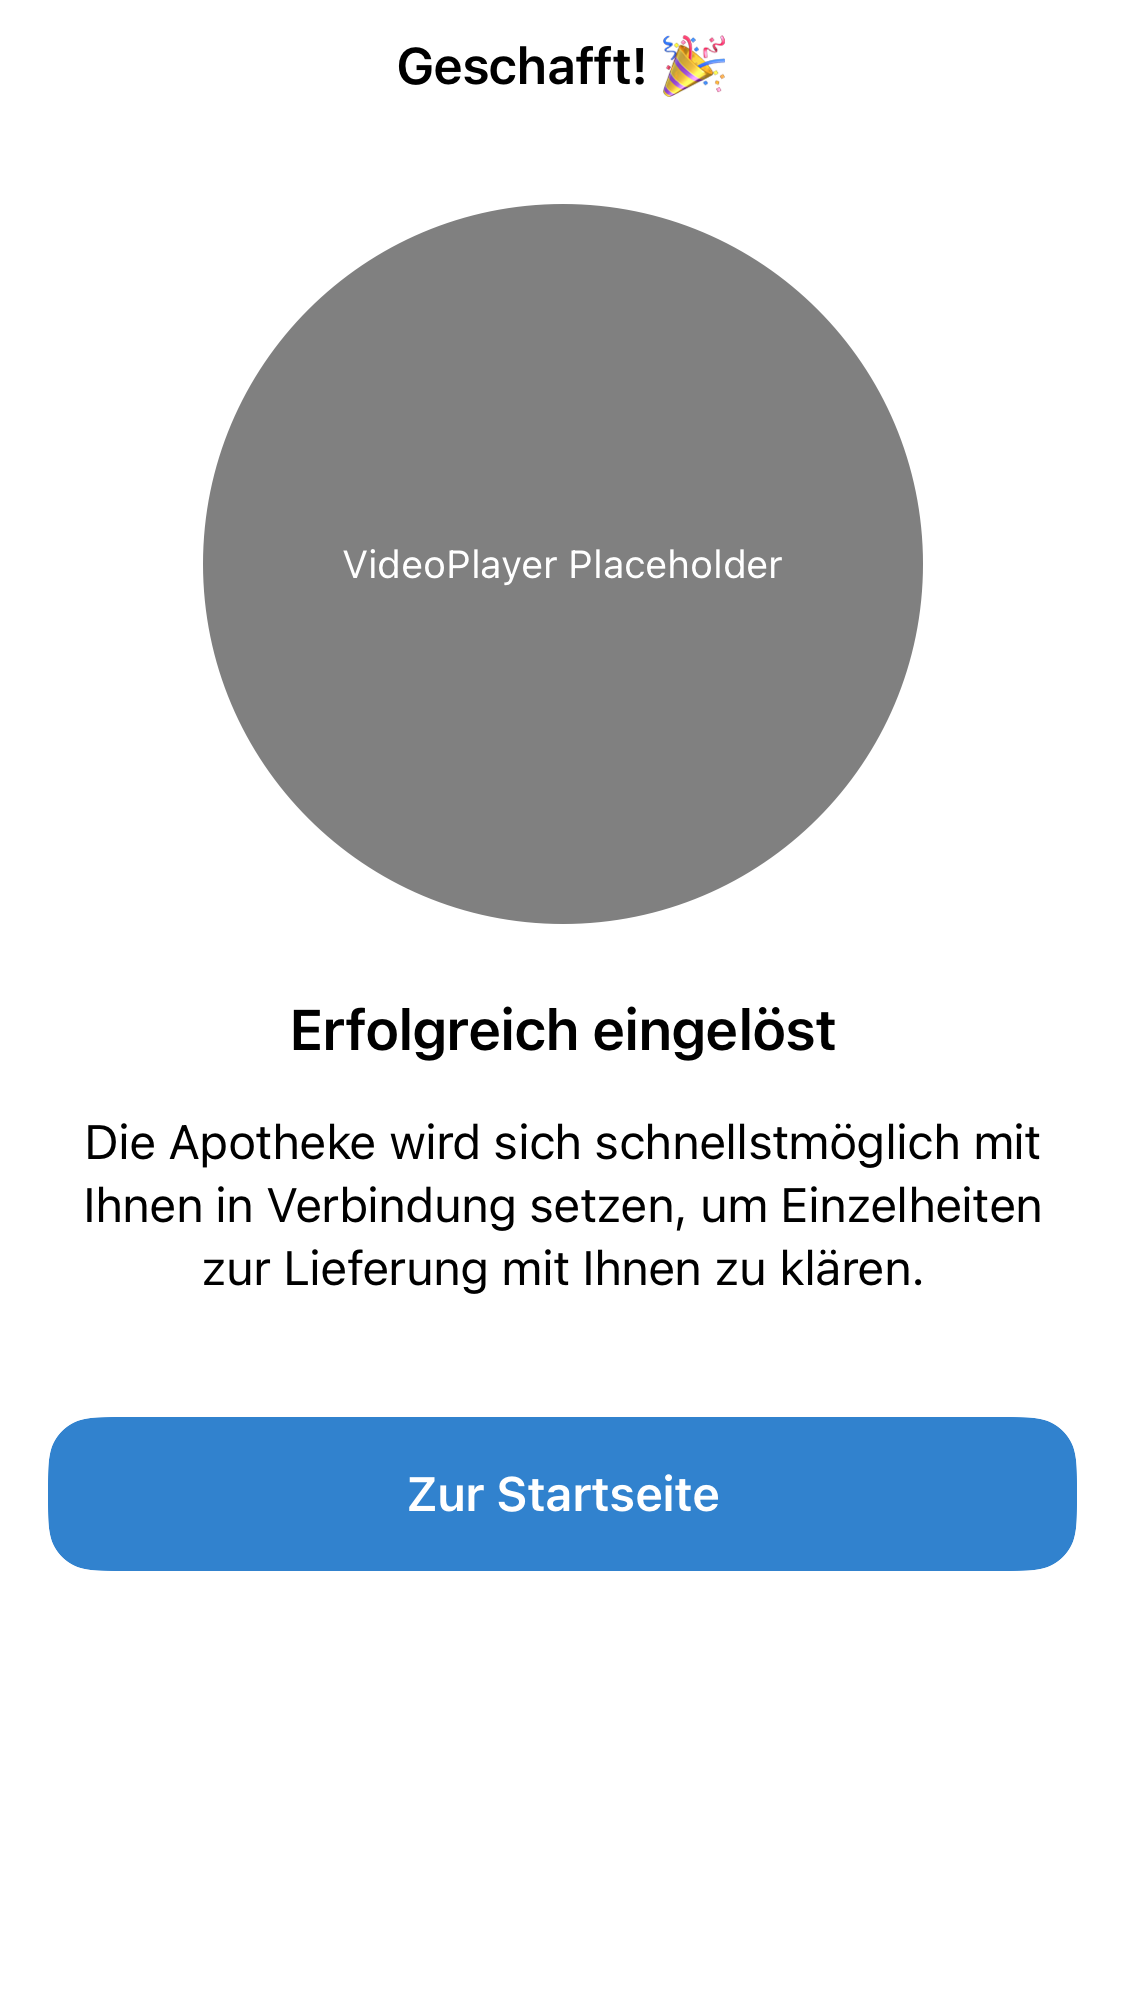 Geschafft! 🎉
VideoPlayer Placeholder
Erfolgreich eingelöst
Die Apotheke wird sich schnellstmöglich mit
Ihnen in Verbindung setzen, um Einzelheiten
zur Lieferung mit Ihnen zu klären.
Zur Startseite